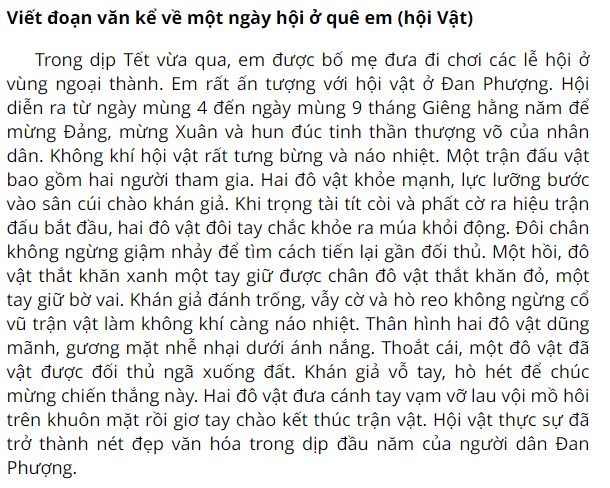 Viết đoạn văn kể về một ngày hội ở quê em (hội Vật)
Trong dịp Tết vừa qua, em được bố mẹ đưa đi chơi các lễ hội ở
vùng ngoại thành. Em rất ấn tượng với hội vật ở Đan Phượng. Hội
diễn ra từ ngày mùng 4 đến ngày mùng 9 tháng Giêng hằng năm để
mừng Đảng, mừng Xuân và hun đúc tinh thần thượng võ của nhân
dân. Không khí hội vật rất tưng bừng và náo nhiệt. Một trận đấu vật
bao gồm hai người tham gia. Hai đô vật khỏe mạnh, lực lưỡng bước
vào sân cúi chào khán giả. Khi trọng tài tít còi và phất cờ ra hiệu trận
đấu bắt đầu, hai đô vật đôi tay chắc khỏe ra múa khỏi động. Đôi chân
không ngừng giậm nhảy để tìm cách tiến lại gần đối thủ. Một hồi, đô
vật thắt khăn xanh một tay giữ được chân đô vật thắt khăn đỏ, một
tay giữ bờ vai. Khán giả đánh trống, vẫy cờ và hò reo không ngừng cổ
vũ trận vật làm không khí càng náo nhiệt. Thân hình hai đô vật dũng
mãnh, gương mặt nhễ nhại dưới ánh nắng. Thoắt cái, một đô vật đã
vật được đối thủ ngã xuống đất. Khán giả vỗ tay, hò hét để chúc
mừng chiến thắng này. Hai đô vật đưa cánh tay vạm vỡ lau vội mồ hôi
trên khuôn mặt rồi giơ tay chào kết thúc trận vật. Hội vật thực sự đã
trở thành nét đẹp văn hóa trong dịp đầu năm của người dân Đan
Phượng.